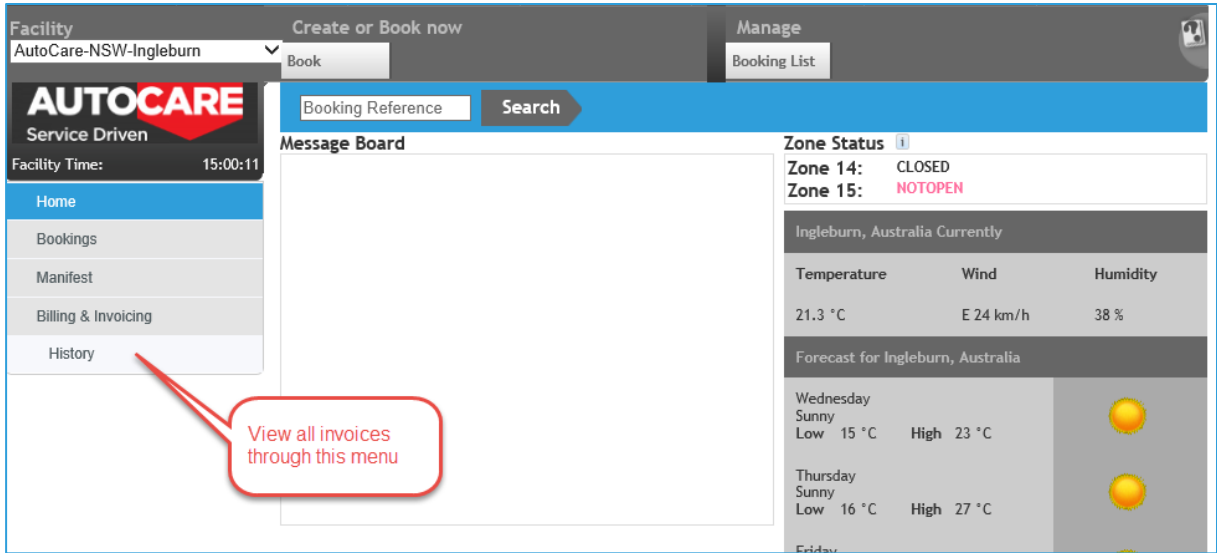 Facility
AutoCare-NSW-Ingleburn
Create or Book now
Book
Manage
Booking List
AUTOCARE
Service Driven
Facility Time: 15:00:11
Home
Bookings
Manifest
Billing & Invoicing
History
Booking Reference Search
Message Board
View all invoices
through this menu
Zone Status i
Zone 14: CLOSED
Zone 15: NOTOPEN
Ingleburn, Australia Currently
Temperature Wind Humidity
21.3 °C E 24 km/h 38 %
Forecast for Ingleburn, Australia
Wednesday
Sunny
Low 15 °C High 23 °C
Thursday
Sunny
Low 16 °C High 27 °C
Friday